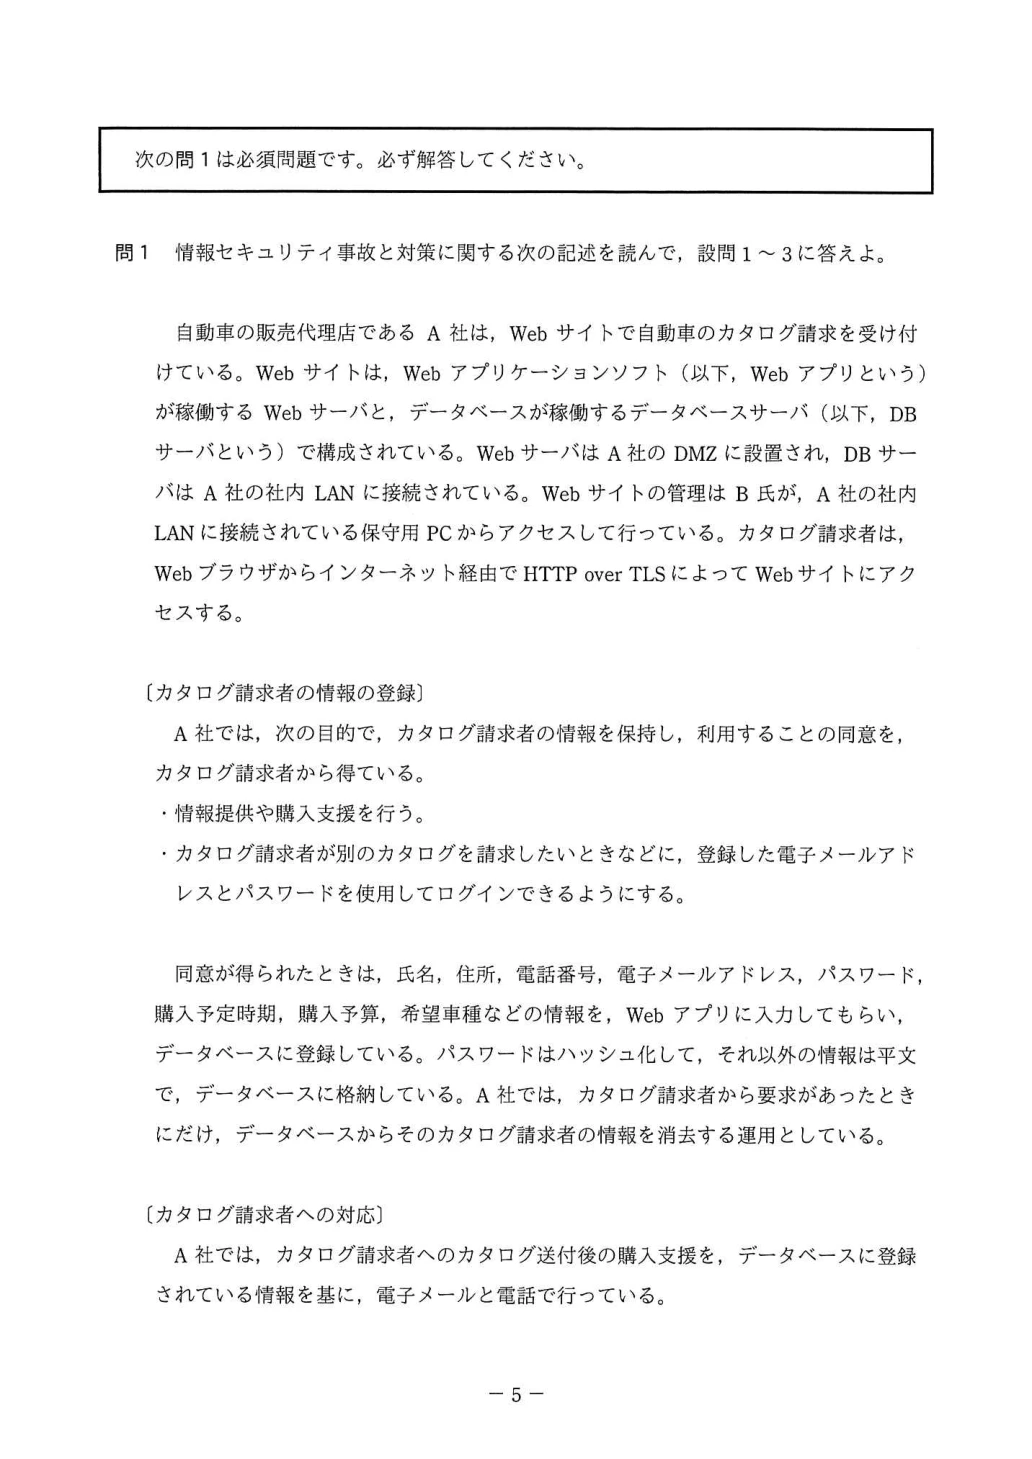 次の問1は必須問題です。必ず解答してください。
問1 情報セキュリティ事故と対策に関する次の記述を読んで，設問1～3に答えよ。
自動車の販売代理店である A 社は，Web サイトで自動車のカタログ請求を受け付
けている。Web サイトは，Web アプリケーションソフト（以下，Web アプリという）
が稼働する Web サーバと，データベースが稼働するデータベースサーバ（以下，DB
サーバという）で構成されている。Web サーバは A 社の DMZ に設置され，DB サー
バは A 社の社内 LAN に接続されている。Web サイトの管理は B 氏が，A 社の社内
LAN に接続されている保守用 PC からアクセスして行っている。カタログ請求者は，
Web ブラウザからインターネット経由で HTTP over TLS によって Web サイトにアク
セスする。
〔カタログ請求者の情報の登録〕
A 社では，次の目的で，カタログ請求者の情報を保持し，利用することの同意を，
カタログ請求者から得ている。
・情報提供や購入支援を行う。
・カタログ請求者が別のカタログを請求したいときなどに，登録した電子メールアド
レスとパスワードを使用してログインできるようにする。
同意が得られたときは，氏名，住所，電話番号，電子メールアドレス，パスワード，
購入予定時期，購入予算，希望車種などの情報を，Web アプリに入力してもらい，
データベースに登録している。パスワードはハッシュ化して，それ以外の情報は平文
で，データベースに格納している。A 社では，カタログ請求者から要求があったとき
にだけ，データベースからそのカタログ請求者の情報を消去する運用としている。
〔カタログ請求者への対応〕
A 社では，カタログ請求者へのカタログ送付後の購入支援を，データベースに登録
されている情報を基に，電子メールと電話で行っている。
－ 5 －